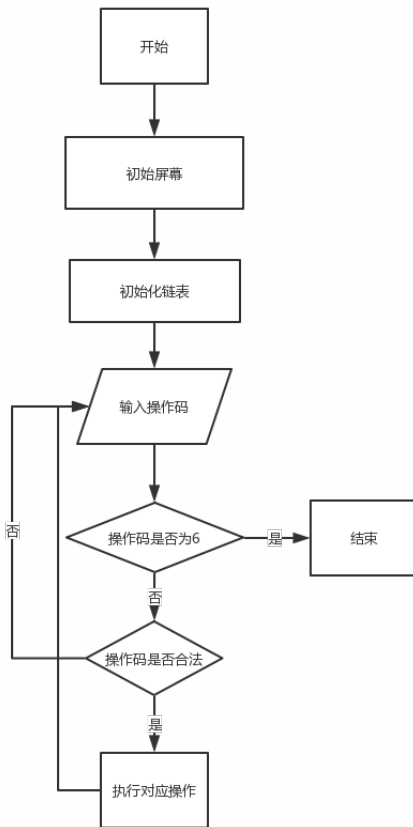 开始
初始屏幕
初始化链表
输入操作码
否
操作码是否为6
是
结束
否
操作码是否合法
是
执行对应操作